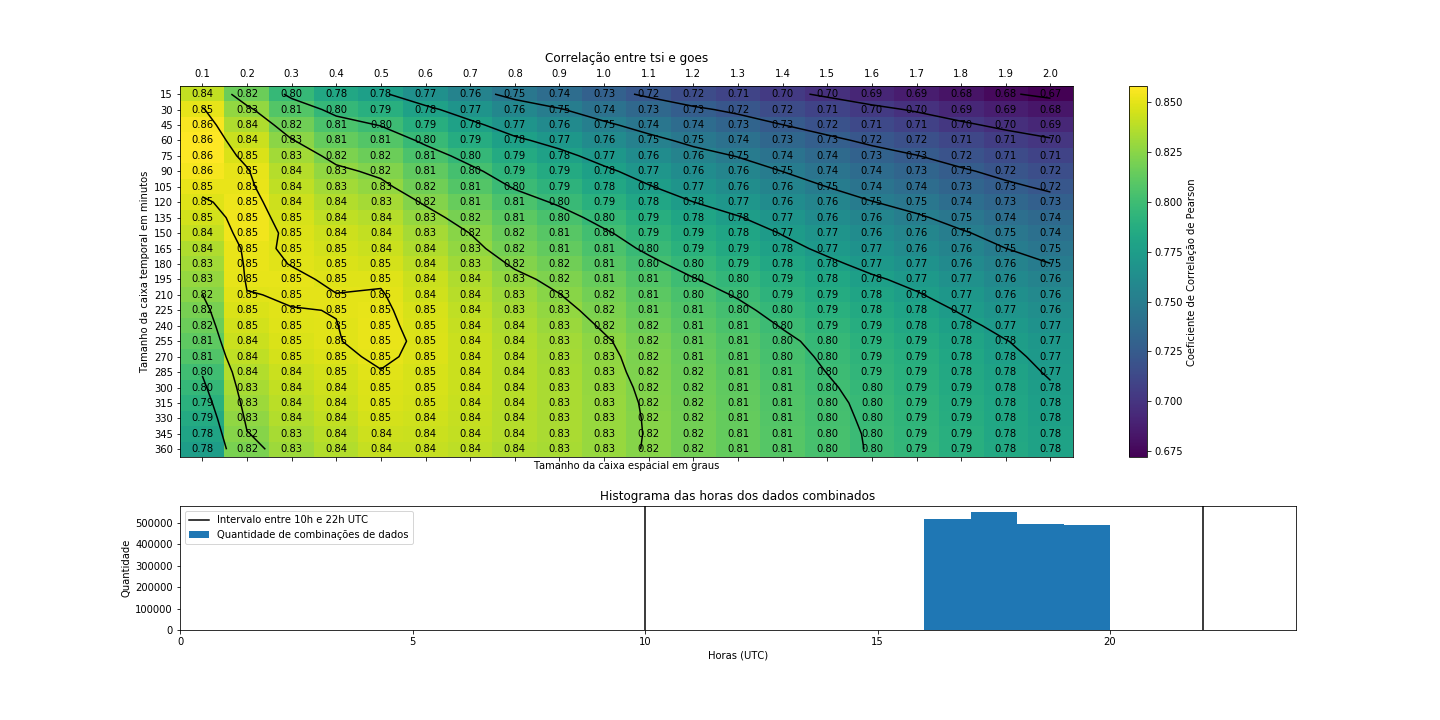 Correlação entre tsi e goes
0.1 0.2 0.3 0.4 0.5 0.6 0.7 0.8 0.9 1.0 1.1 1.2 1.3 1.4 1.5 1.6 1.7 1.8 1.9 2.0
15 0.84 0.82 0.80 0.78 0.78 0.77 0.76 0.75 0.74 0.73 0.72 0.72 0.71 0.70 0.70 0.69 0.69 0.68 0.68 0.67
30 0.85 0.83 0.81 0.80 0.79 0.78 0.77 0.76 0.75 0.74 0.73 0.73 0.72 0.72 0.71 0.70 0.70 0.69 0.69 0.68
45 0.86 0.84 0.82 0.81 0.80 0.79 0.78 0.77 0.76 0.75 0.74 0.74 0.73 0.73 0.72 0.71 0.71 0.70 0.70 0.69
60 0.86 0.84 0.83 0.81 0.81 0.80 0.79 0.78 0.77 0.76 0.75 0.75 0.74 0.73 0.73 0.72 0.72 0.71 0.71 0.70
75 0.86 0.85 0.83 0.82 0.82 0.81 0.80 0.79 0.78 0.77 0.76 0.76 0.75 0.74 0.74 0.73 0.73 0.72 0.71 0.71
90 0.86 0.85 0.84 0.83 0.82 0.81 0.80 0.79 0.79 0.78 0.77 0.76 0.76 0.75 0.74 0.74 0.73 0.73 0.72 0.72
105 0.85 0.85 0.84 0.83 0.83 0.82 0.81 0.80 0.79 0.78 0.78 0.77 0.76 0.76 0.75 0.74 0.74 0.73 0.73 0.72
120 0.85 0.85 0.84 0.84 0.83 0.82 0.81 0.81 0.80 0.79 0.78 0.78 0.77 0.76 0.76 0.75 0.75 0.74 0.73 0.73
135 0.85 0.85 0.85 0.84 0.84 0.83 0.82 0.81 0.80 0.80 0.79 0.78 0.78 0.77 0.76 0.76 0.75 0.75 0.74 0.74
150 0.84 0.85 0.85 0.84 0.84 0.83 0.82 0.81 0.81 0.80 0.79 0.79 0.78 0.77 0.77 0.76 0.76 0.75 0.75 0.74
165 0.84 0.85 0.85 0.84 0.84 0.83 0.83 0.82 0.81 0.81 0.80 0.79 0.79 0.78 0.77 0.77 0.76 0.76 0.75 0.75
180 0.83 0.85 0.85 0.85 0.85 0.84 0.83 0.82 0.82 0.81 0.80 0.80 0.79 0.78 0.78 0.77 0.77 0.76 0.76 0.75
195 0.83 0.85 0.85 0.85 0.85 0.84 0.83 0.83 0.82 0.81 0.81 0.80 0.80 0.79 0.78 0.78 0.77 0.77 0.76 0.76
210 0.82 0.85 0.85 0.85 0.85 0.84 0.84 0.83 0.83 0.82 0.81 0.80 0.80 0.79 0.79 0.78 0.78 0.77 0.76 0.76
225 0.82 0.85 0.85 0.85 0.85 0.84 0.84 0.83 0.83 0.82 0.81 0.81 0.80 0.80 0.79 0.78 0.78 0.77 0.77 0.76
240 0.82 0.85 0.85 0.85 0.85 0.84 0.84 0.84 0.83 0.82 0.82 0.81 0.81 0.80 0.79 0.79 0.78 0.78 0.77 0.77
255 0.81 0.84 0.85 0.85 0.85 0.85 0.84 0.84 0.83 0.83 0.82 0.81 0.81 0.80 0.80 0.79 0.79 0.78 0.78 0.77
270 0.81 0.84 0.85 0.85 0.85 0.85 0.84 0.84 0.83 0.83 0.82 0.82 0.81 0.81 0.80 0.79 0.79 0.78 0.78 0.77
285 0.80 0.84 0.84 0.85 0.85 0.85 0.84 0.84 0.83 0.83 0.82 0.82 0.81 0.81 0.80 0.79 0.79 0.78 0.78 0.77
300 0.80 0.83 0.84 0.84 0.85 0.85 0.84 0.84 0.83 0.83 0.82 0.82 0.81 0.81 0.80 0.80 0.79 0.79 0.78 0.78
315 0.79 0.83 0.84 0.84 0.85 0.85 0.84 0.84 0.83 0.83 0.82 0.82 0.81 0.81 0.80 0.80 0.79 0.79 0.78 0.78
330 0.79 0.83 0.84 0.84 0.85 0.85 0.84 0.84 0.83 0.83 0.82 0.82 0.81 0.81 0.80 0.80 0.79 0.79 0.78 0.78
345 0.78 0.82 0.83 0.84 0.84 0.84 0.84 0.84 0.83 0.83 0.82 0.82 0.81 0.81 0.80 0.80 0.79 0.79 0.78 0.78
360 0.78 0.82 0.83 0.84 0.84 0.84 0.84 0.84 0.83 0.83 0.82 0.82 0.81 0.81 0.80 0.80 0.79 0.79 0.78 0.78
Tamanho da caixa temporal em minutos
Tamanho da caixa espacial em graus
0.850
0.825
0.800
0.775
0.750
0.725
0.700
0.675
Coeficiente de Correlação de Pearson
Histograma das horas dos dados combinados
Intervalo entre 10h e 22h UTC
Quantidade de combinações de dados
500000
400000
300000
200000
100000
0
Quantidade
0 5 10 15 20
Horas (UTC)